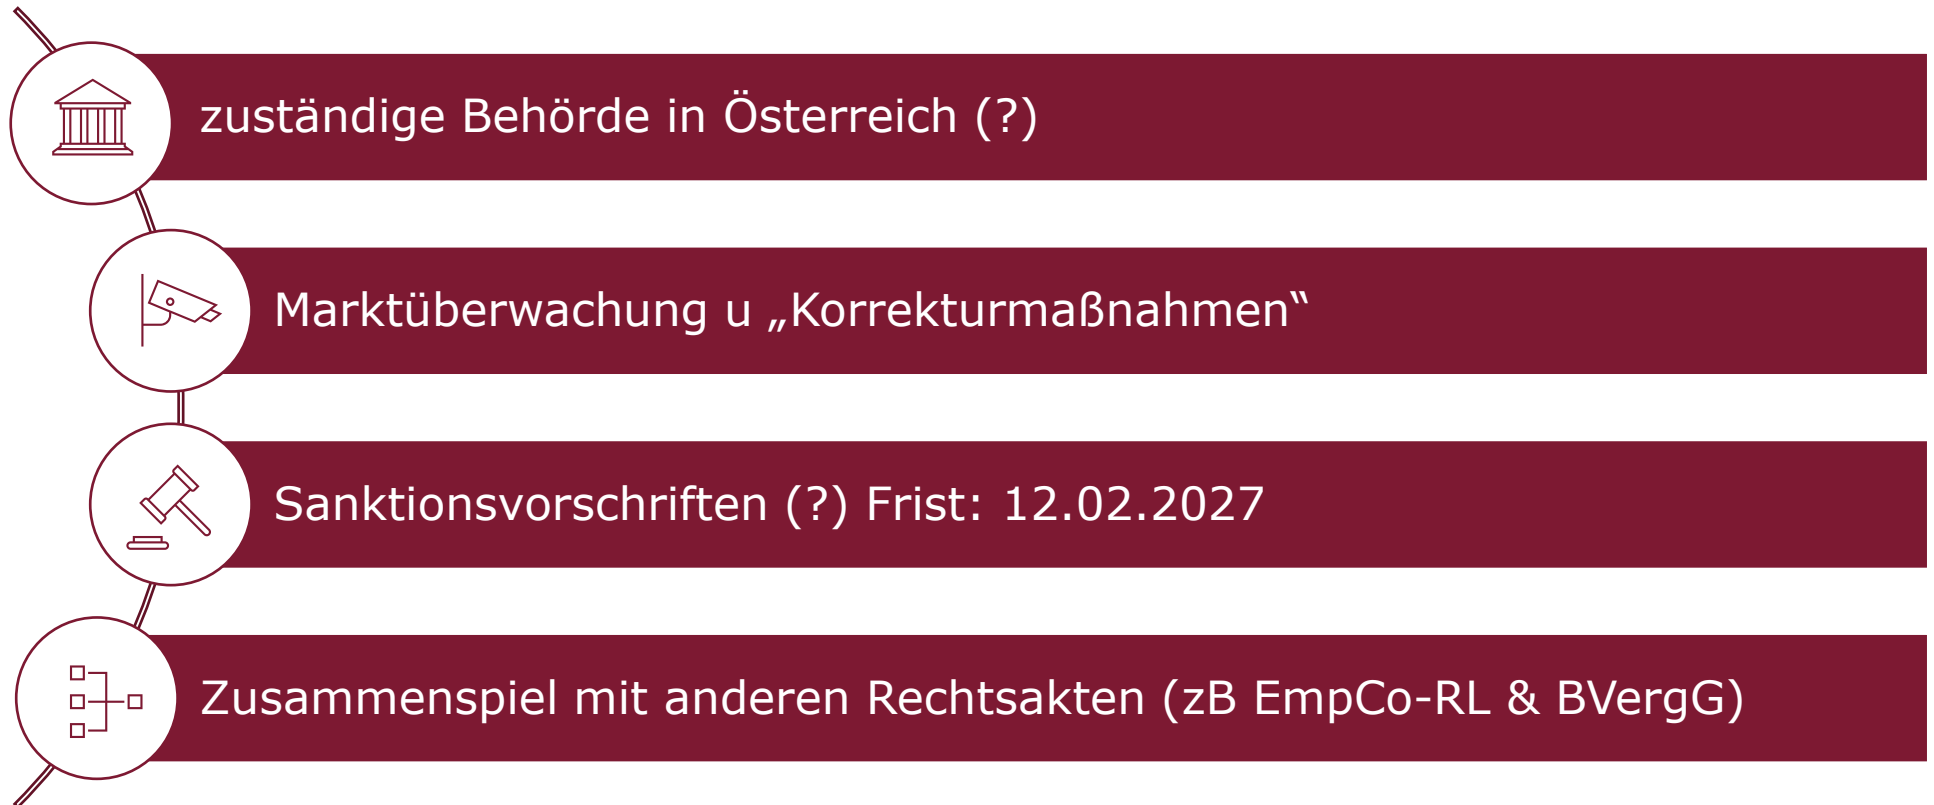 zuständige Behörde in Österreich (?)
Marktüberwachung u „Korrekturmaßnahmen“
Sanktionsvorschriften (?) Frist: 12.02.2027
Zusammenspiel mit anderen Rechtsakten (zB EmpCo-RL & BVergG)